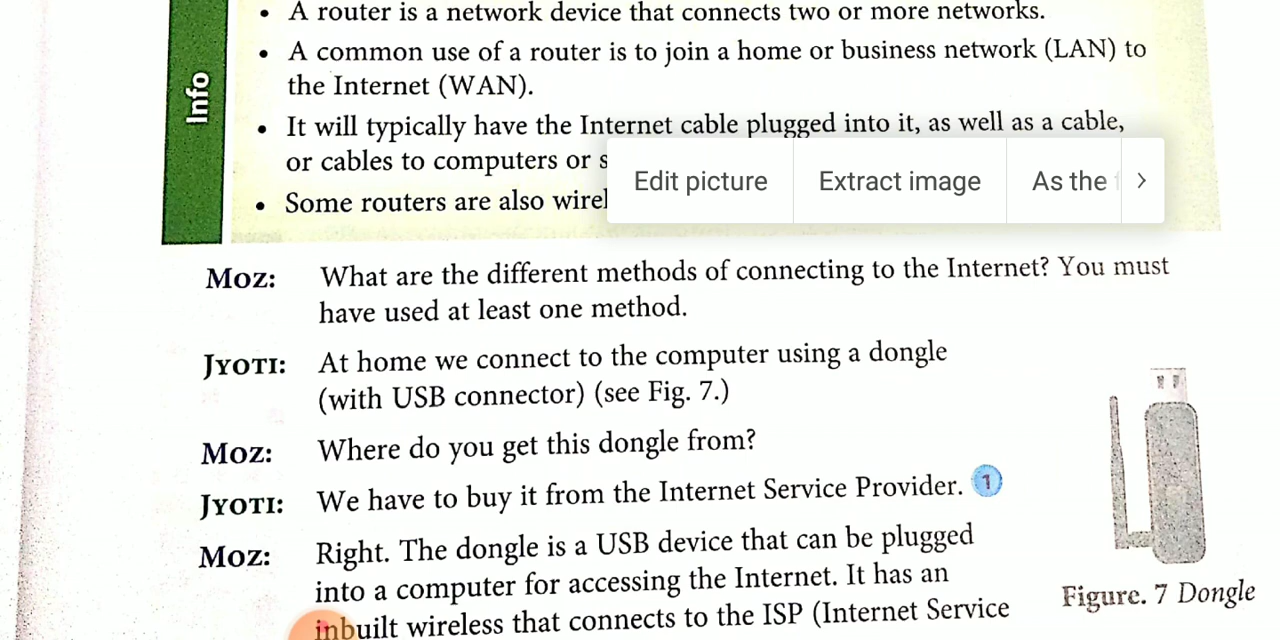 • A router is a network device that connects two or more networks.
• A common use of a router is to join a home or business network (LAN) to
the Internet (WAN).
Info
• It will typically have the Internet cable plugged into it, as well as a cable,
or cables to computers or s
Edit picture
Extract image
As the
• Some routers are also wirel
MOZ: What are the different methods of connecting to the Internet? You must
have used at least one method.
JYOTI: At home we connect to the computer using a dongle
(with USB connector) (see Fig. 7.)
MOZ: Where do you get this dongle from?
JYOTI: We have to buy it from the Internet Service Provider. 1
MOZ: Right. The dongle is a USB device that can be plugged
into a computer for accessing the Internet. It has an
inbuilt wireless that connects to the ISP (Internet Service
Figure. 7 Dongle